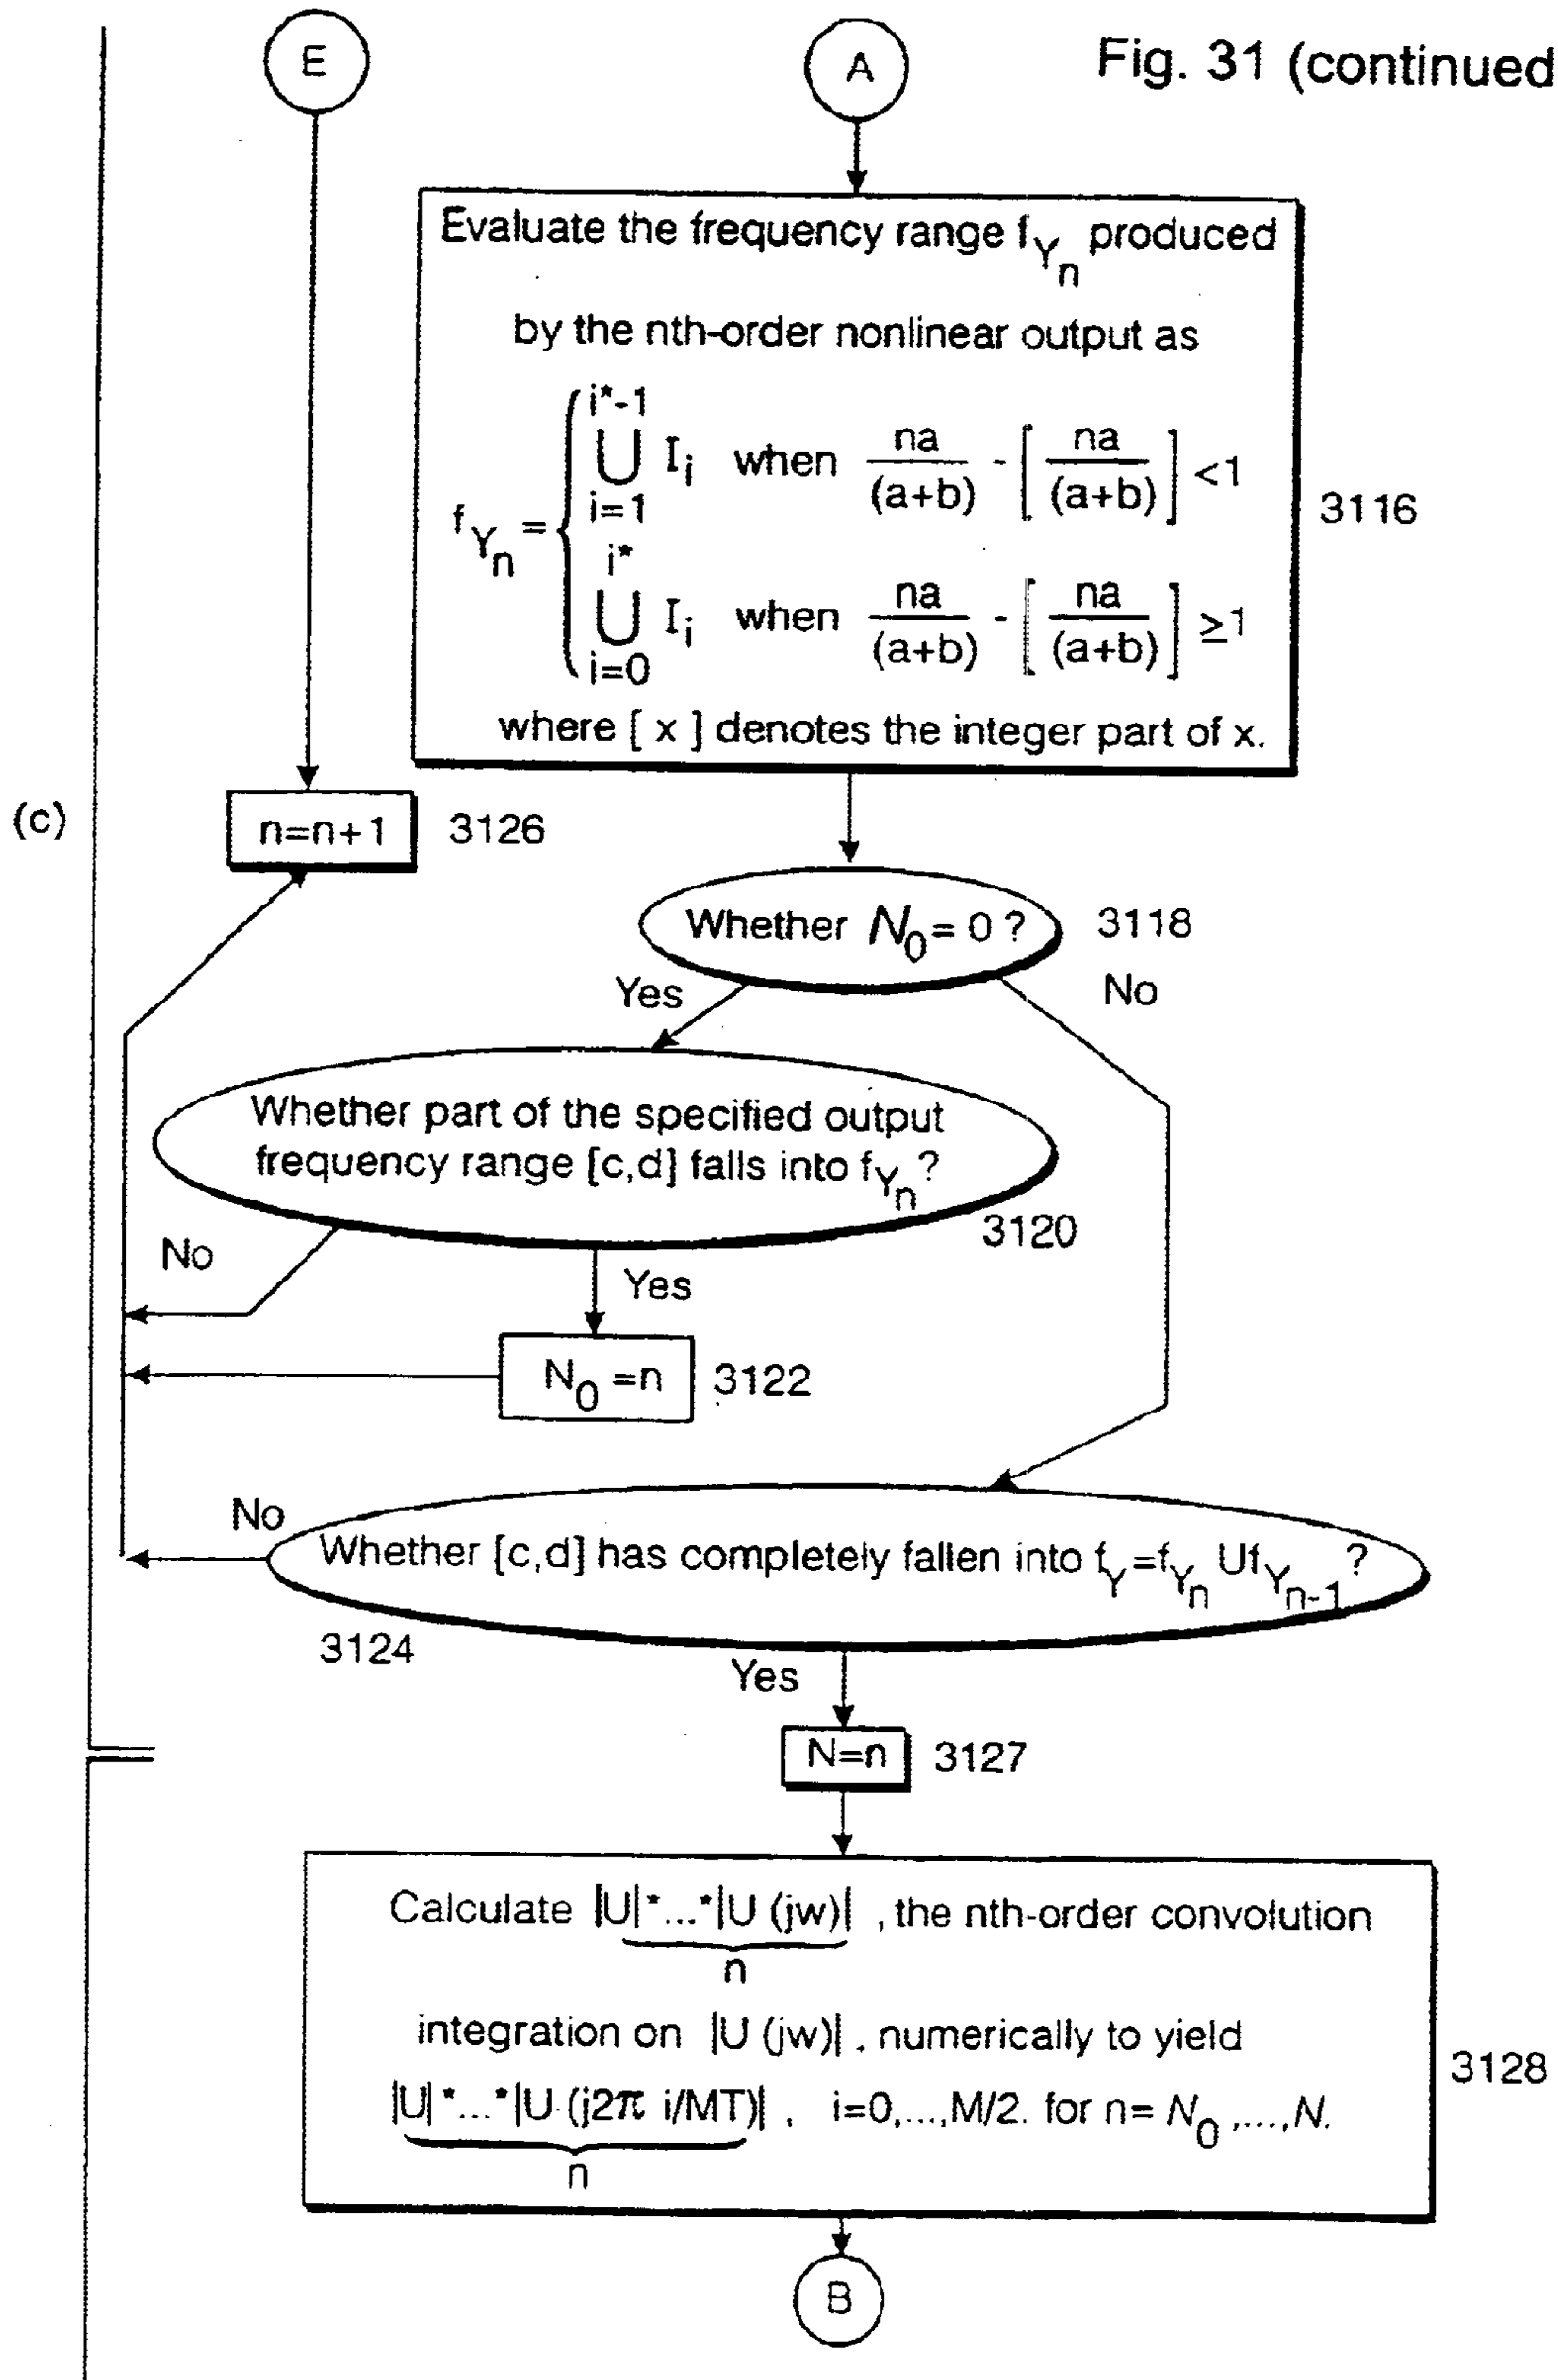 E
A
Fig. 31 (continued
Evaluate the frequency range f_{Y_n} produced
by the nth-order nonlinear output as
f_{Y_n} = {
i*-1
⋃ I_i when na/(a+b) - [ na/(a+b) ] <1
i=1
i*
⋃ I_i when na/(a+b) - [ na/(a+b) ] ≥1
i=0
where [ x ] denotes the integer part of x.
3116
(c)
n=n+1
3126
Whether N_0 = 0 ?
3118
Yes
No
Whether part of the specified output
frequency range [c,d] falls into f_{Y_n} ?
3120
No
Yes
N_0 =n
3122
No
Whether [c,d] has completely fallen into f_Y=f_{Y_n} U f_{Y_{n-1}} ?
3124
Yes
N=n
3127
Calculate |U|*...*|U (jw)| , the nth-order convolution
n
integration on |U (jw)| , numerically to yield
|U|*...*|U (j2π i/MT)| , i=0,...,M/2. for n= N_0 ,...,N.
n
3128
B